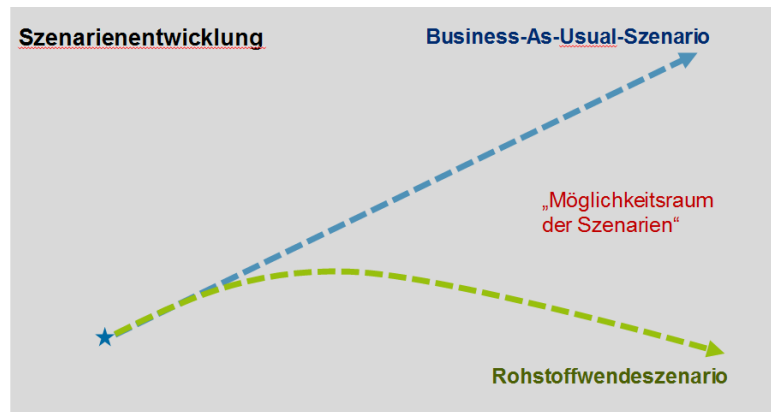 Szenarienentwicklung
Business-As-Usual-Szenario
„Möglichkeitsraum
der Szenarien“
Rohstoffwendeszenario